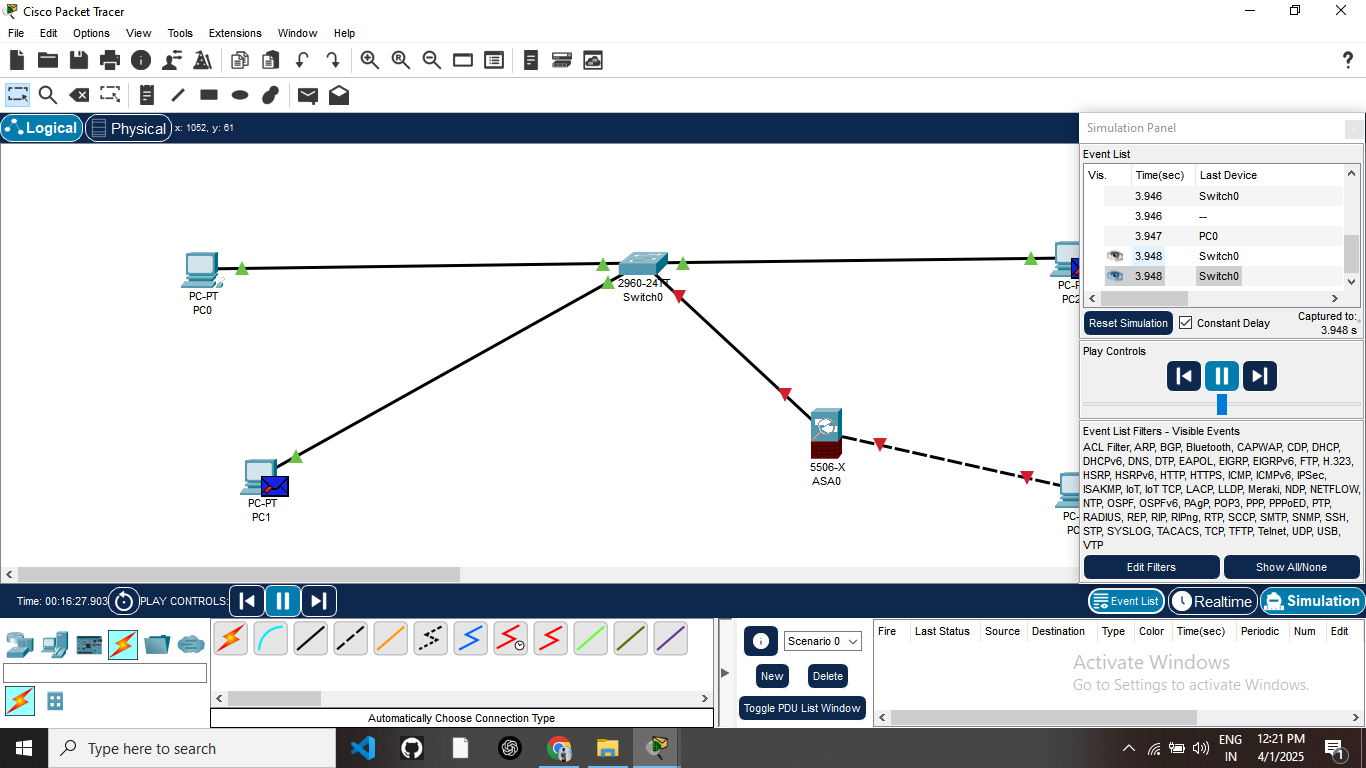 Cisco Packet Tracer
File Edit Options View Tools Extensions Window Help
Logical Physical x: 1052, y: 61
PC-PT
PC0
2960-24TT
Switch0
PC-PT
PC1
5506-X
ASA0
Simulation Panel
Event List
Vis. Time(sec) Last Device
3.946 Switch0
3.946 --
3.947 PC0
3.948 Switch0
3.948 Switch0
Reset Simulation Constant Delay Captured to:
3.948 s
Play Controls
Event List Filters - Visible Events
ACL Filter, ARP, BGP, Bluetooth, CAPWAP, CDP, DHCP,
DHCPv6, DNS, DTP, EAPOL, EIGRP, EIGRPv6, FTP, H.323,
HSRP, HSRPv6, HTTP, HTTPS, ICMP, ICMPv6, IPSec,
ISAKMP, IoT, IoT TCP, LACP, LLDP, Meraki, NDP, NETFLOW,
NTP, OSPF, OSPFv6, PAgP, POP3, PPP, PPPoED, PTP,
RADIUS, REP, RIP, RIPng, RTP, SCCP, SMTP, SNMP, SSH,
STP, SYSLOG, TACACS, TCP, TFTP, Telnet, UDP, USB,
VTP
Edit Filters Show All/None
Time: 00:16:27.903 PLAY CONTROLS:
Event List Realtime Simulation
Automatically Choose Connection Type
Scenario 0
New Delete
Toggle PDU List Window
Fire Last Status Source Destination Type Color Time(sec) Periodic Num Edit
Activate Windows
Go to Settings to activate Windows.
Type here to search
ENG
IN
12:21 PM
4/1/2025
1